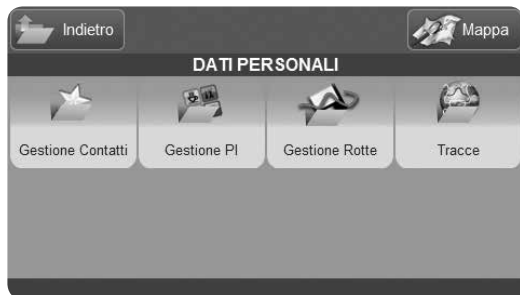 Indietro
Mappa
DATI PERSONALI
Gestione Contatti
Gestione PI
Gestione Rotte
Tracce